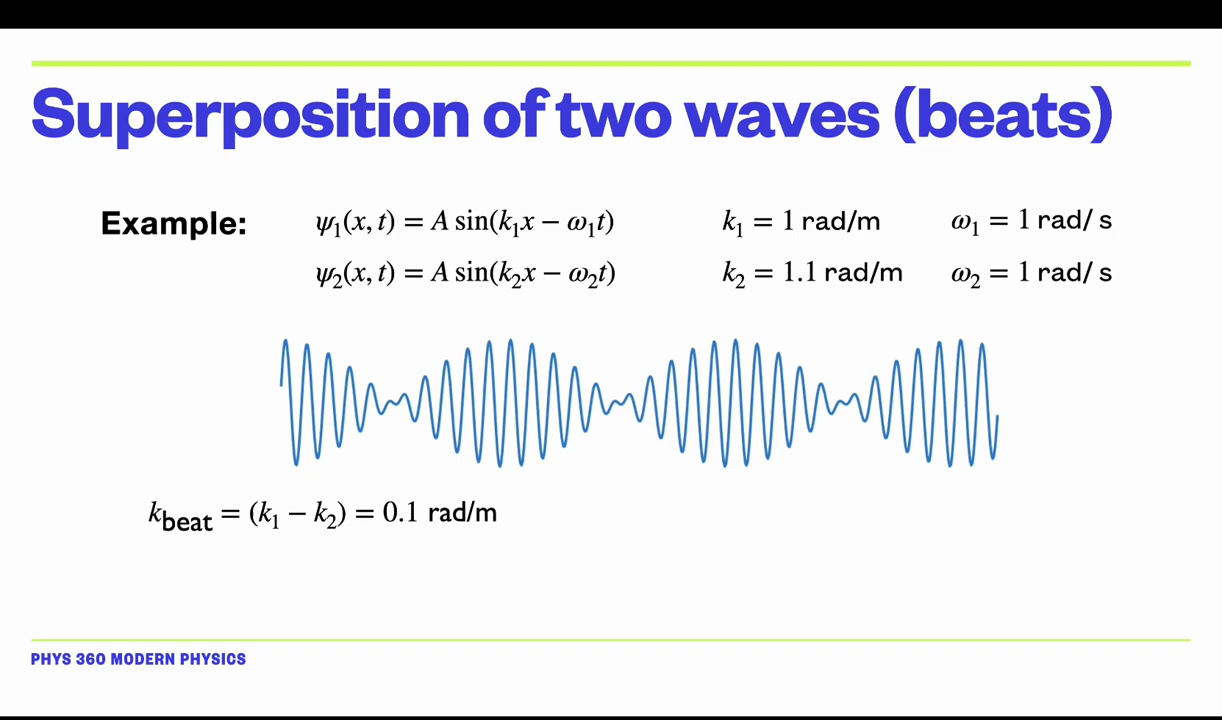 Superposition of two waves (beats)
Example: ψ₁(x, t) = A sin(k₁x − ω₁t) k₁ = 1 rad/m ω₁ = 1 rad/ s
ψ₂(x, t) = A sin(k₂x − ω₂t) k₂ = 1.1 rad/m ω₂ = 1 rad/ s
k_beat = (k₁ − k₂) = 0.1 rad/m
PHYS 360 MODERN PHYSICS